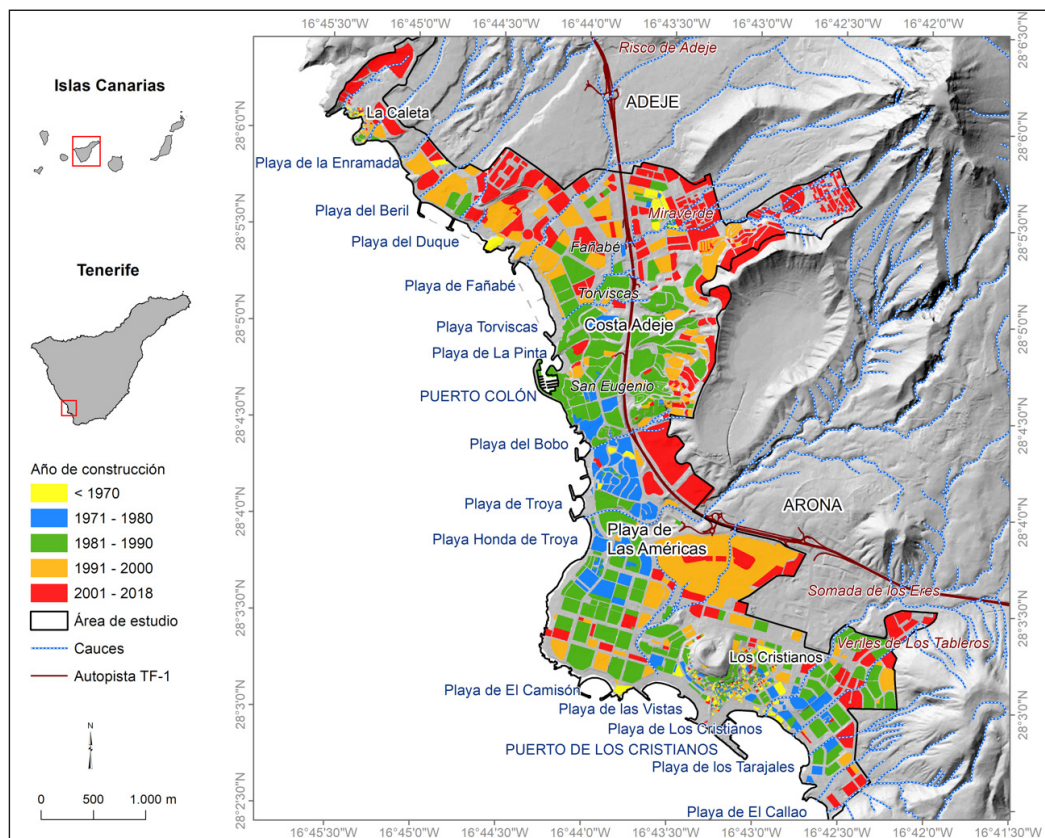 16°45'30"W 16°45'0"W 16°44'30"W 16°44'0"W 16°43'30"W 16°43'0"W 16°42'30"W 16°42'0"W
Islas Canarias
Tenerife
Año de construcción
< 1970
1971 - 1980
1981 - 1990
1991 - 2000
2001 - 2018
Área de estudio
Cauces
Autopista TF-1
N
0 500 1.000 m
Risco de Adeje
ADEJE
La Caleta
Playa de la Enramada
Playa del Beril
Miraverde
Playa del Duque
Fañabé
Playa de Fañabé
Torviscas
Playa Torviscas
Costa Adeje
Playa de La Pinta
San Eugenio
PUERTO COLÓN
Playa del Bobo
Playa de Troya
ARONA
Playa de
Las Américas
Playa Honda de Troya
Somada de los Eres
Veriles de Los Tableros
Los Cristianos
Playa de El Camisón
Playa de las Vistas
Playa de Los Cristianos
PUERTO DE LOS CRISTIANOS
Playa de los Tarajales
Playa de El Callao
28°6'0"N
28°5'30"N
28°5'0"N
28°4'30"N
28°4'0"N
28°3'30"N
28°3'0"N
28°2'30"N
28°6'30"N
28°6'0"N
28°5'30"N
28°5'0"N
28°4'30"N
28°4'0"N
28°3'30"N
28°3'0"N
16°45'30"W 16°45'0"W 16°44'30"W 16°44'0"W 16°43'30"W 16°43'0"W 16°42'30"W 16°42'0"W 16°41'30"W